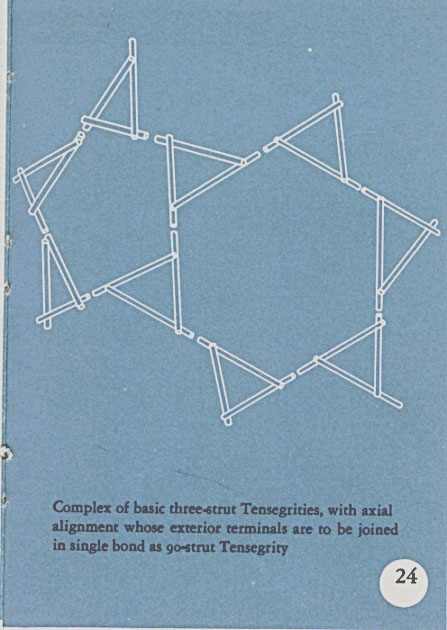 Complex of basic three-strut Tensegrities, with axial
alignment whose exterior terminals are to be joined
in single bond as 90-strut Tensegrity
24